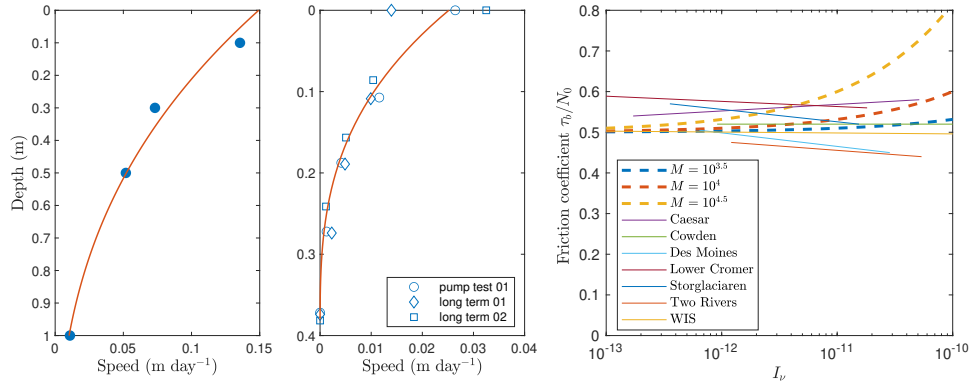 0
0.1
0.2
0.3
0.4
0.5
0.6
0.7
0.8
0.9
1
Depth (m)
0
0.05
0.1
0.15
Speed (m day⁻¹)
0
0.1
0.2
0.3
0.4
0
0.01
0.02
0.03
0.04
Speed (m day⁻¹)
pump test 01
long term 01
long term 02
0.8
0.7
0.6
0.5
0.4
0.3
0.2
0.1
0
Friction coefficient τ_b/N_0
M = 10^3.5
M = 10^4
M = 10^4.5
Caesar
Cowden
Des Moines
Lower Cromer
Storglaciaren
Two Rivers
WIS
10^-13
10^-12
10^-11
10^-10
I_ν